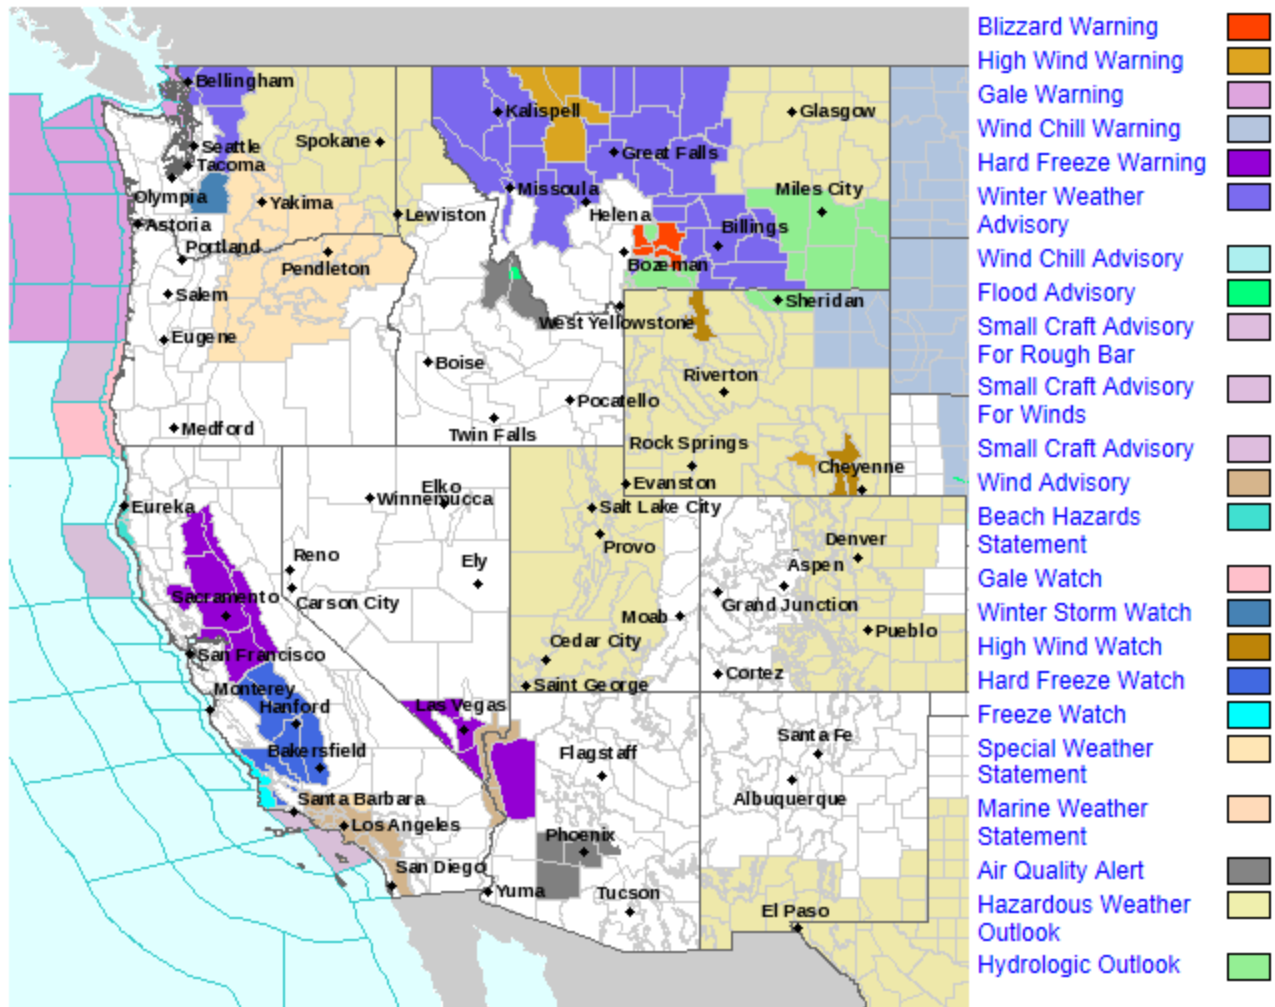 Bellingham
Seattle
Tacoma
Olympia
Astoria
Portland
Salem
Eugene
Medford
Spokane
Yakima
Lewiston
Pendleton
Kalispell
Great Falls
Missoula
Helena
Bozeman
Billings
Glasgow
Miles City
West Yellowstone
Boise
Pocatello
Twin Falls
Sheridan
Riverton
Rock Springs
Evanston
Cheyenne
Eureka
Sacramento
San Francisco
Monterey
Hanford
Bakersfield
Santa Barbara
Los Angeles
San Diego
Elko
Winnemucca
Reno
Carson City
Ely
Las Vegas
Salt Lake City
Provo
Moab
Cedar City
Saint George
Denver
Aspen
Grand Junction
Pueblo
Cortez
Flagstaff
Phoenix
Yuma
Tucson
Santa Fe
Albuquerque
El Paso
Blizzard Warning
High Wind Warning
Gale Warning
Wind Chill Warning
Hard Freeze Warning
Winter Weather
Advisory
Wind Chill Advisory
Flood Advisory
Small Craft Advisory
For Rough Bar
Small Craft Advisory
For Winds
Small Craft Advisory
Wind Advisory
Beach Hazards
Statement
Gale Watch
Winter Storm Watch
High Wind Watch
Hard Freeze Watch
Freeze Watch
Special Weather
Statement
Marine Weather
Statement
Air Quality Alert
Hazardous Weather
Outlook
Hydrologic Outlook